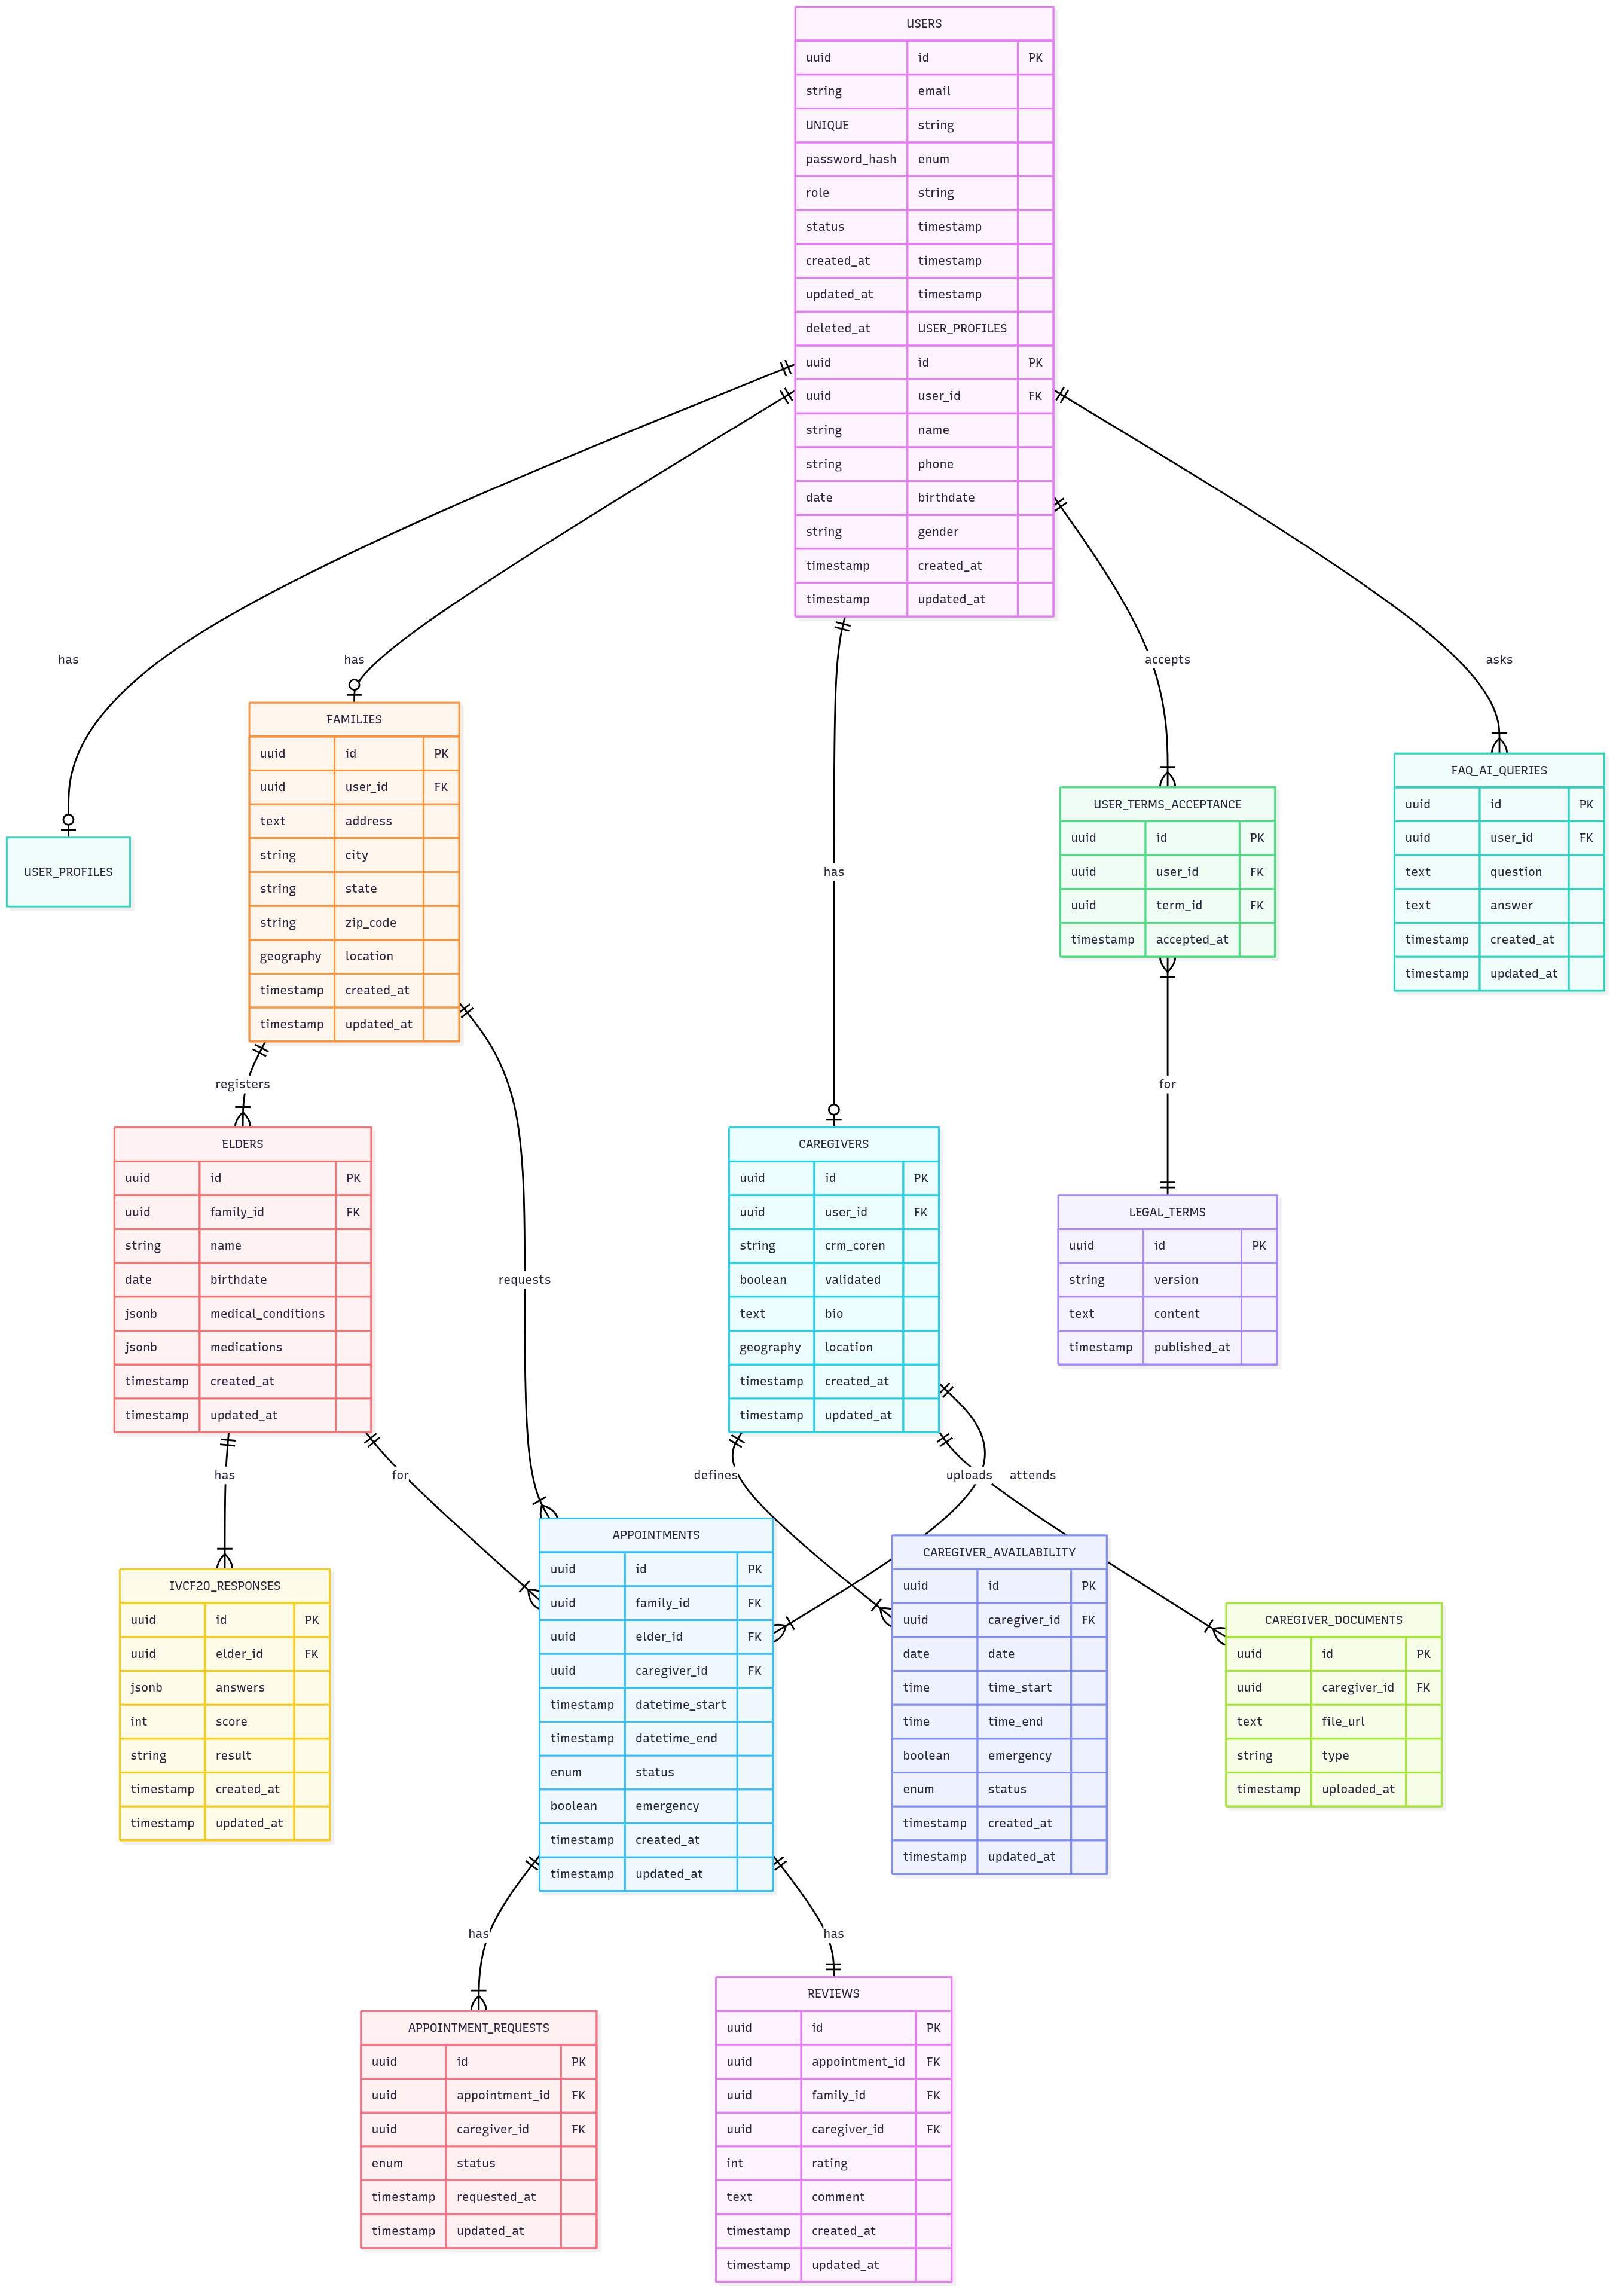 USERS
uuid id PK
string email
UNIQUE string
password_hash enum
role string
status timestamp
created_at timestamp
updated_at timestamp
deleted_at USER_PROFILES
uuid id PK
uuid user_id FK
string name
string phone
date birthdate
string gender
timestamp created_at
timestamp updated_at
has
has
accepts
asks
FAMILIES
uuid id PK
uuid user_id FK
text address
string city
string state
string zip_code
geography location
timestamp created_at
timestamp updated_at
USER_PROFILES
has
USER_TERMS_ACCEPTANCE
uuid id PK
uuid user_id FK
uuid term_id FK
timestamp accepted_at
FAQ_AI_QUERIES
uuid id PK
uuid user_id FK
text question
text answer
timestamp created_at
timestamp updated_at
registers
for
ELDERS
uuid id PK
uuid family_id FK
string name
date birthdate
jsonb medical_conditions
jsonb medications
timestamp created_at
timestamp updated_at
requests
CAREGIVERS
uuid id PK
uuid user_id FK
string crm_coren
boolean validated
text bio
geography location
timestamp created_at
timestamp updated_at
LEGAL_TERMS
uuid id PK
string version
text content
timestamp published_at
has
for
defines
uploads
attends
IVCF20_RESPONSES
uuid id PK
uuid elder_id FK
jsonb answers
int score
string result
timestamp created_at
timestamp updated_at
APPOINTMENTS
uuid id PK
uuid family_id FK
uuid elder_id FK
uuid caregiver_id FK
timestamp datetime_start
timestamp datetime_end
enum status
boolean emergency
timestamp created_at
timestamp updated_at
CAREGIVER_AVAILABILITY
uuid id PK
uuid caregiver_id FK
date date
time time_start
time time_end
boolean emergency
enum status
timestamp created_at
timestamp updated_at
CAREGIVER_DOCUMENTS
uuid id PK
uuid caregiver_id FK
text file_url
string type
timestamp uploaded_at
has
has
APPOINTMENT_REQUESTS
uuid id PK
uuid appointment_id FK
uuid caregiver_id FK
enum status
timestamp requested_at
timestamp updated_at
REVIEWS
uuid id PK
uuid appointment_id FK
uuid family_id FK
uuid caregiver_id FK
int rating
text comment
timestamp created_at
timestamp updated_at